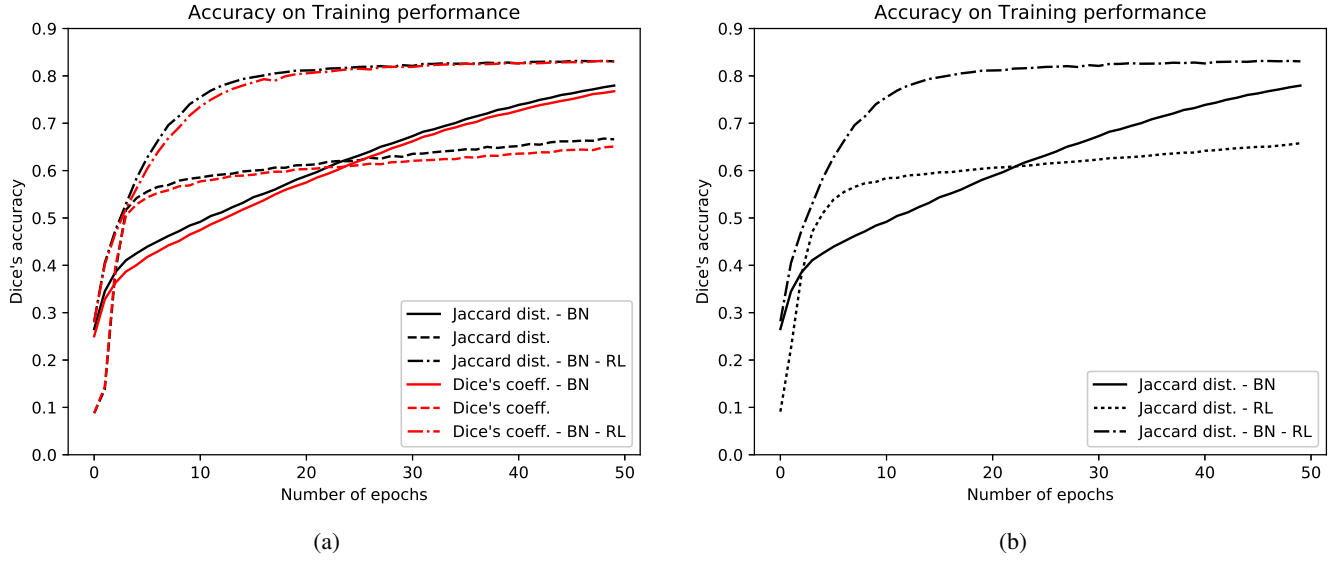 Accuracy on Training performance
0.9
0.8
0.7
0.6
0.5
0.4
0.3
0.2
0.1
0.0
Dice's accuracy
Jaccard dist. - BN
Jaccard dist.
Jaccard dist. - BN - RL
Dice's coeff. - BN
Dice's coeff.
Dice's coeff. - BN - RL
0 10 20 30 40 50
Number of epochs
(a)
Accuracy on Training performance
0.9
0.8
0.7
0.6
0.5
0.4
0.3
0.2
0.1
0.0
Dice's accuracy
Jaccard dist. - BN
Jaccard dist. - RL
Jaccard dist. - BN - RL
0 10 20 30 40 50
Number of epochs
(b)